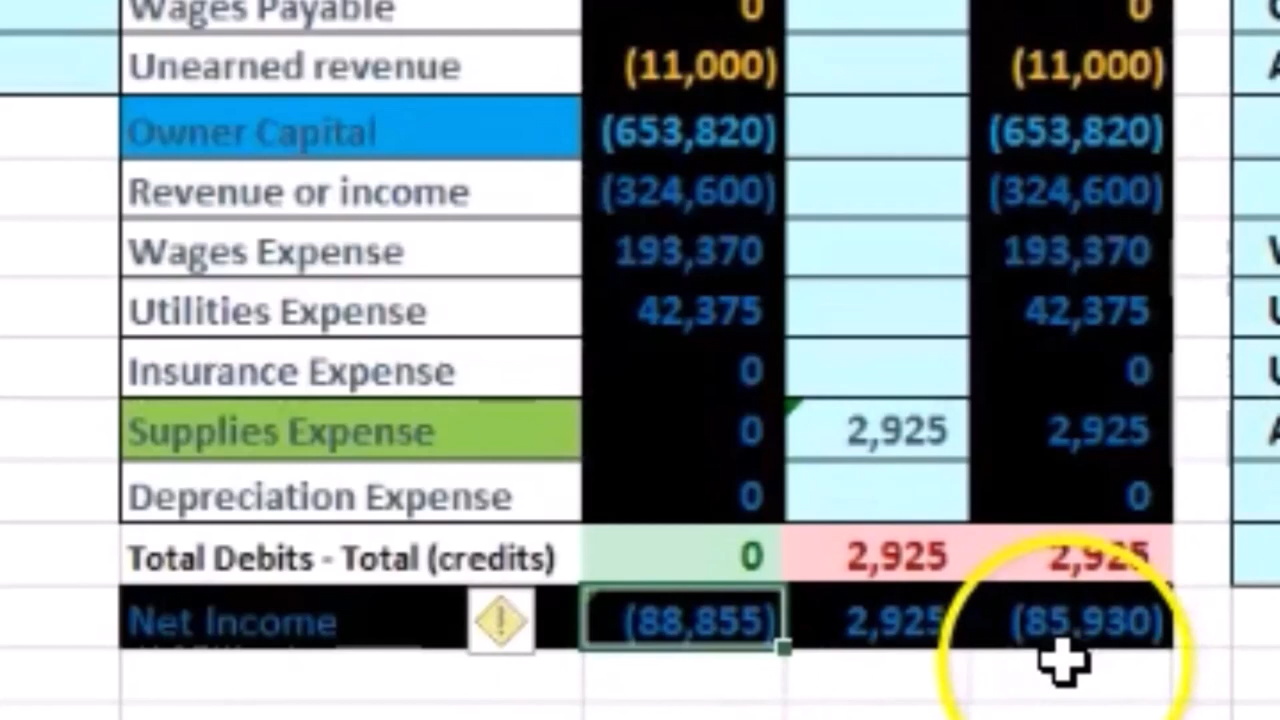 Wages Payable 0 0
Unearned revenue (11,000) (11,000)
Owner Capital (653,820) (653,820)
Revenue or income (324,600) (324,600)
Wages Expense 193,370 193,370
Utilities Expense 42,375 42,375
Insurance Expense 0 0
Supplies Expense 0 2,925 2,925
Depreciation Expense 0 0
Total Debits - Total (credits) 0 2,925 2,925
Net Income (88,855) 2,925 (85,930)